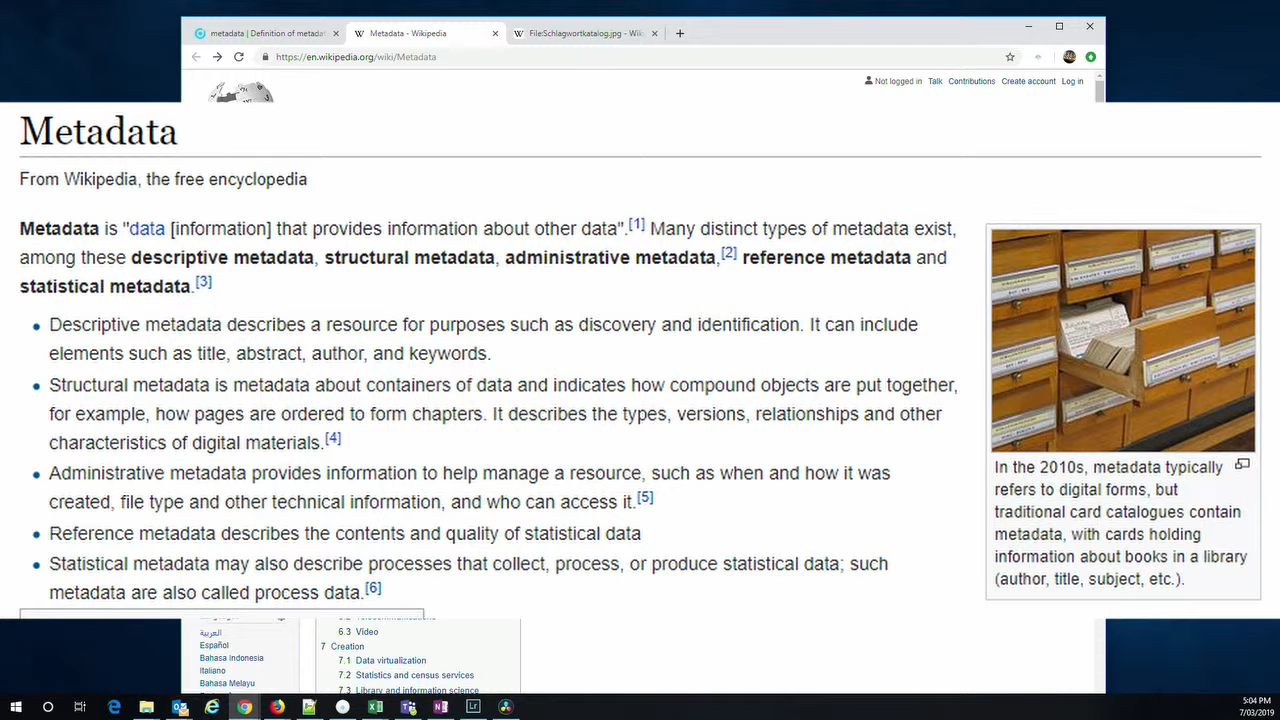 metadata | Definition of metadat
Metadata - Wikipedia
File:Schlagwortkatalog.jpg - Wiki
https://en.wikipedia.org/wiki/Metadata
Not logged in Talk Contributions Create account Log in
Metadata
From Wikipedia, the free encyclopedia
Metadata is "data [information] that provides information about other data".[1] Many distinct types of metadata exist,
among these descriptive metadata, structural metadata, administrative metadata,[2] reference metadata and
statistical metadata.[3]
Descriptive metadata describes a resource for purposes such as discovery and identification. It can include
elements such as title, abstract, author, and keywords.
Structural metadata is metadata about containers of data and indicates how compound objects are put together,
for example, how pages are ordered to form chapters. It describes the types, versions, relationships and other
characteristics of digital materials.[4]
Administrative metadata provides information to help manage a resource, such as when and how it was
created, file type and other technical information, and who can access it.[5]
Reference metadata describes the contents and quality of statistical data
Statistical metadata may also describe processes that collect, process, or produce statistical data; such
metadata are also called process data.[6]
In the 2010s, metadata typically
refers to digital forms, but
traditional card catalogues contain
metadata, with cards holding
information about books in a library
(author, title, subject, etc.).
العربية
Español
Bahasa Indonesia
Italiano
Bahasa Melayu
6.3 Video
7 Creation
7.1 Data virtualization
7.2 Statistics and census services
7.3 Library and information science
5:04 PM
7/03/2019